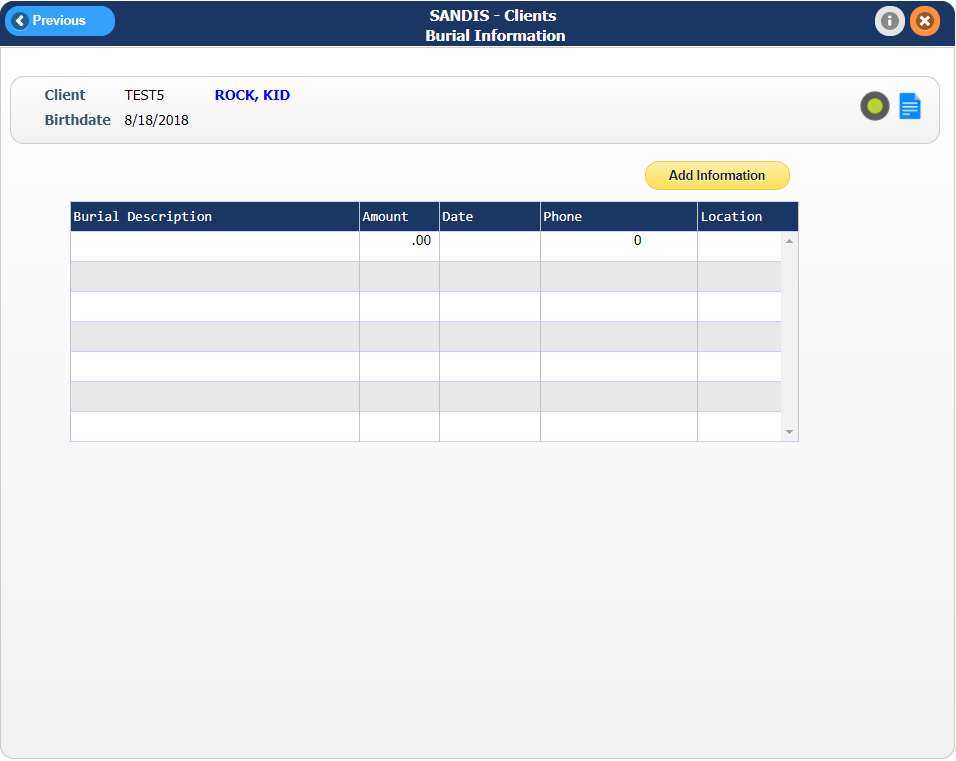 Previous
SANDIS - Clients
Burial Information
Client TEST5 ROCK, KID
Birthdate 8/18/2018
Add Information
Burial Description Amount Date Phone Location
.00 0